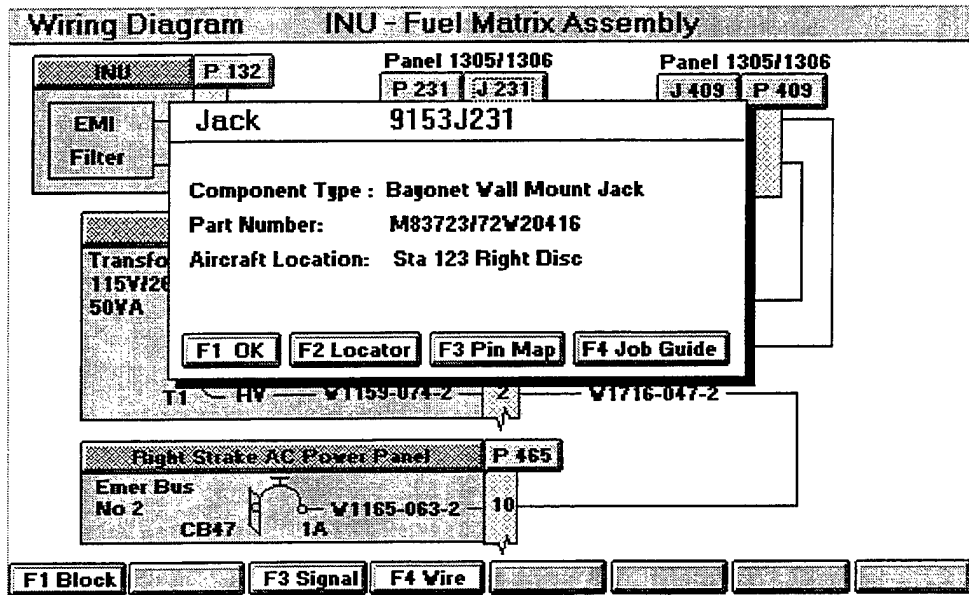 Wiring Diagram INU - Fuel Matrix Assembly
Panel 1305/1306 Panel 1305/1306
INU P 132 P 231 J 231 J 409 P 409
EMI
Filter
Jack 9153J231
Component Type : Bayonet Wall Mount Jack
Part Number: M83723/72W20416
Aircraft Location: Sta 123 Right Disc
F1 OK F2 Locator F3 Pin Map F4 Job Guide
Transfo
115V/26
50VA
T1 HV W1159-074-2 2 W1716-047-2
Right Strake AC Power Panel P 465
Emer Bus
No 2
CB47 1A W1165-063-2 10
F1 Block F3 Signal F4 Wire